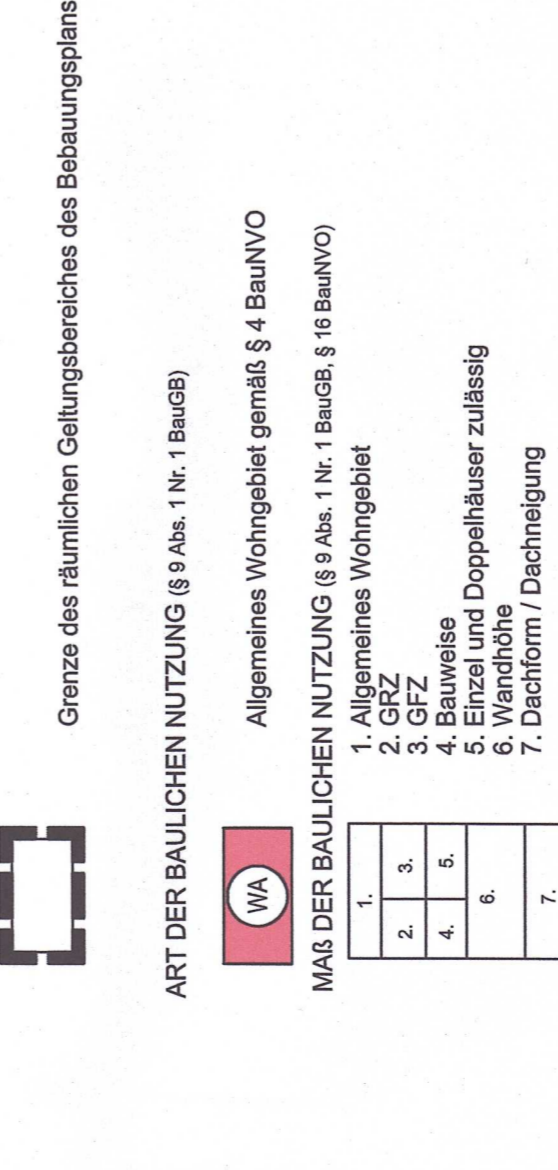 Grenze des räumlichen Geltungsbereiches des Bebauungsplans
ART DER BAULICHEN NUTZUNG (§ 9 Abs. 1 Nr. 1 BauGB)
WA
Allgemeines Wohngebiet gemäß § 4 BauNVO
MAß DER BAULICHEN NUTZUNG (§ 9 Abs. 1 Nr. 1 BauGB, § 16 BauNVO)
1.
2. 3.
4. 5.
6.
7.
1. Allgemeines Wohngebiet
2. GRZ
3. GFZ
4. Bauweise
5. Einzel und Doppelhäuser zulässig
6. Wandhöhe
7. Dachform / Dachneigung